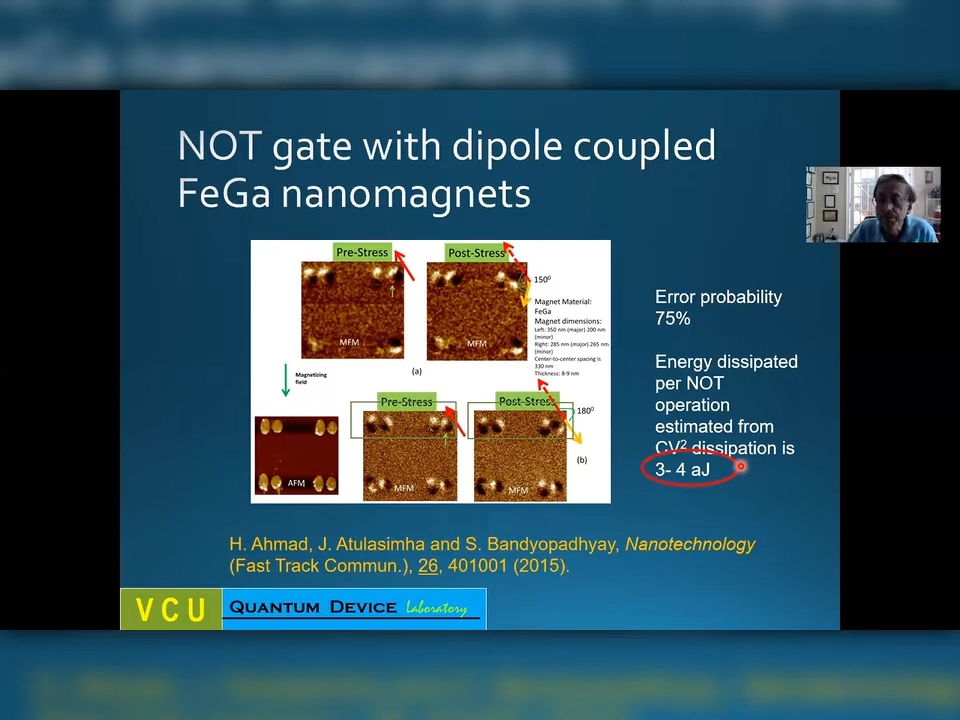 NOT gate with dipole coupled
FeGa nanomagnets
Pre-Stress
Post-Stress
150⁰
Magnet Material:
FeGa
Magnet dimensions:
Left: 350 nm (major) 200 nm
(minor)
Right: 285 nm (major) 265 nm
(minor)
Center-to-center spacing is
330 nm
Thickness: 8-9 nm
MFM
MFM
(a)
Magnetizing
field
Pre-Stress
Post-Stress
180⁰
(b)
AFM
MFM
MFM
Error probability
75%
Energy dissipated
per NOT
operation
estimated from
CV² dissipation is
3- 4 aJ
H. Ahmad, J. Atulasimha and S. Bandyopadhyay, Nanotechnology
(Fast Track Commun.), 26, 401001 (2015).
VCU
QUANTUM DEVICE Laboratory